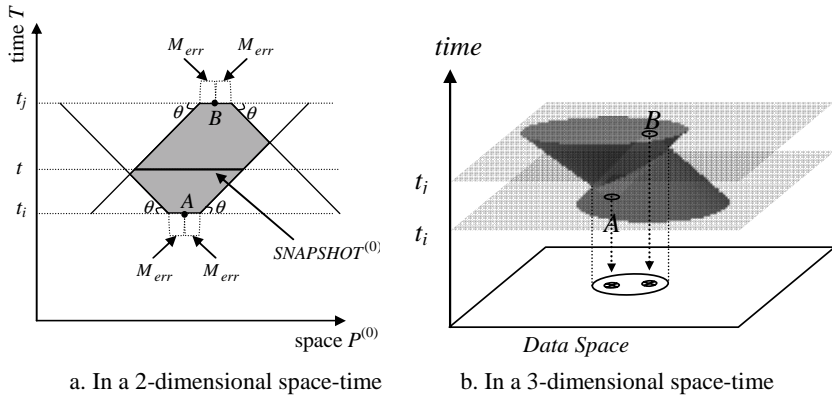 time T
M_err M_err
t_j
θ θ
B
t
t_i
θ A θ
M_err M_err
SNAPSHOT^(0)
space P^(0)
a. In a 2-dimensional space-time
time
B
t_j
A
t_i
Data Space
b. In a 3-dimensional space-time